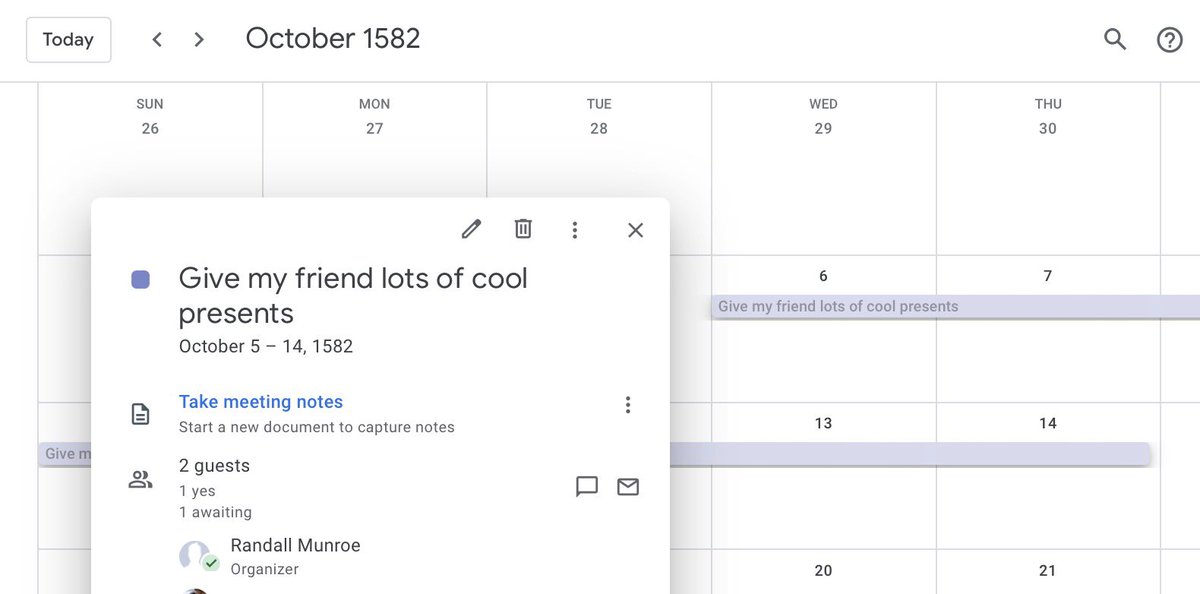 Today
October 1582
SUN MON TUE WED THU
26 27 28 29 30
Give my friend lots of cool
presents
October 5 – 14, 1582
6 7
Give my friend lots of cool presents
Take meeting notes
Start a new document to capture notes
13 14
Give m
2 guests
1 yes
1 awaiting
Randall Munroe
Organizer
20 21